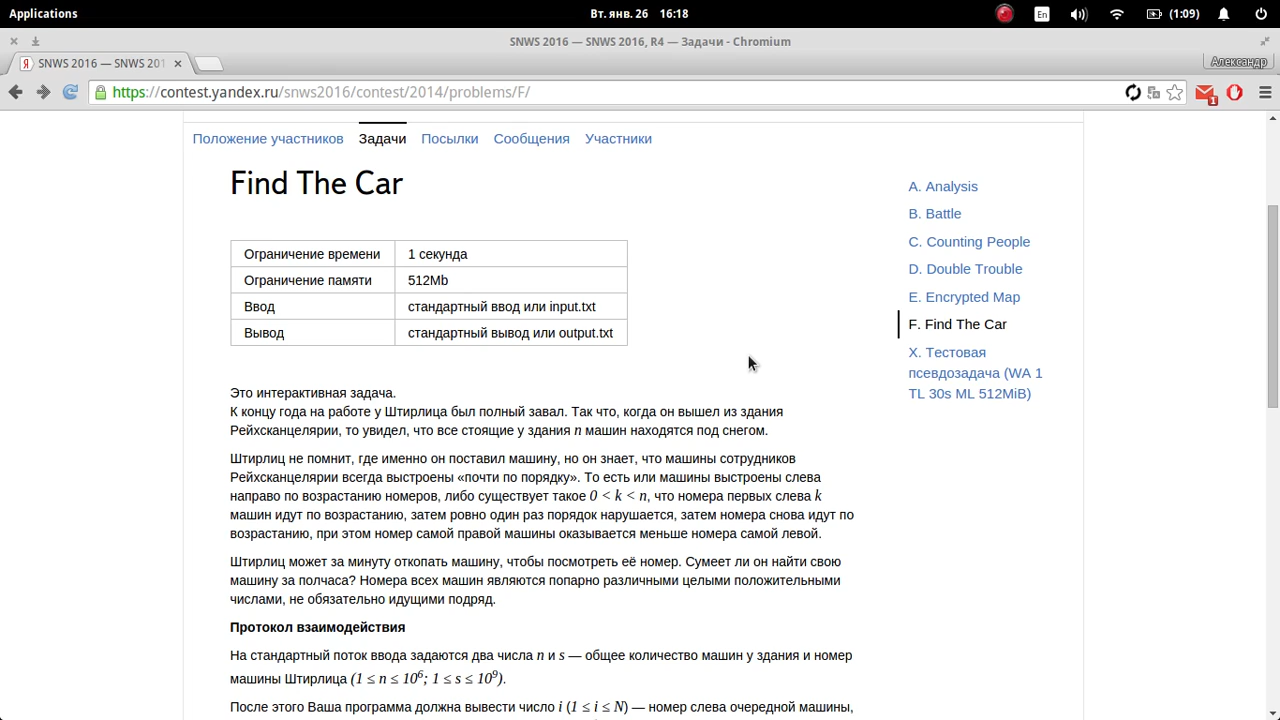 Applications
Вт. янв. 26 16:18
En
(1:09)
SNWS 2016 — SNWS 2016, R4 — Задачи - Chromium
Я SNWS 2016 — SNWS 201
Александр
https://contest.yandex.ru/snws2016/contest/2014/problems/F/
1
Положение участников Задачи Посылки Сообщения Участники
Find The Car
Ограничение времени 1 секунда
Ограничение памяти 512Mb
Ввод стандартный ввод или input.txt
Вывод стандартный вывод или output.txt
Это интерактивная задача.
К концу года на работе у Штирлица был полный завал. Так что, когда он вышел из здания
Рейхсканцелярии, то увидел, что все стоящие у здания n машин находятся под снегом.
Штирлиц не помнит, где именно он поставил машину, но он знает, что машины сотрудников
Рейхсканцелярии всегда выстроены «почти по порядку». То есть или машины выстроены слева
направо по возрастанию номеров, либо существует такое 0 < k < n, что номера первых слева k
машин идут по возрастанию, затем ровно один раз порядок нарушается, затем номера снова идут по
возрастанию, при этом номер самой правой машины оказывается меньше номера самой левой.
Штирлиц может за минуту откопать машину, чтобы посмотреть её номер. Сумеет ли он найти свою
машину за полчаса? Номера всех машин являются попарно различными целыми положительными
числами, не обязательно идущими подряд.
Протокол взаимодействия
На стандартный поток ввода задаются два числа n и s — общее количество машин у здания и номер
машины Штирлица (1 ≤ n ≤ 10⁶; 1 ≤ s ≤ 10⁹).
После этого Ваша программа должна вывести число i (1 ≤ i ≤ N) — номер слева очередной машины,
A. Analysis
B. Battle
C. Counting People
D. Double Trouble
E. Encrypted Map
F. Find The Car
X. Тестовая
псевдозадача (WA 1
TL 30s ML 512MiB)